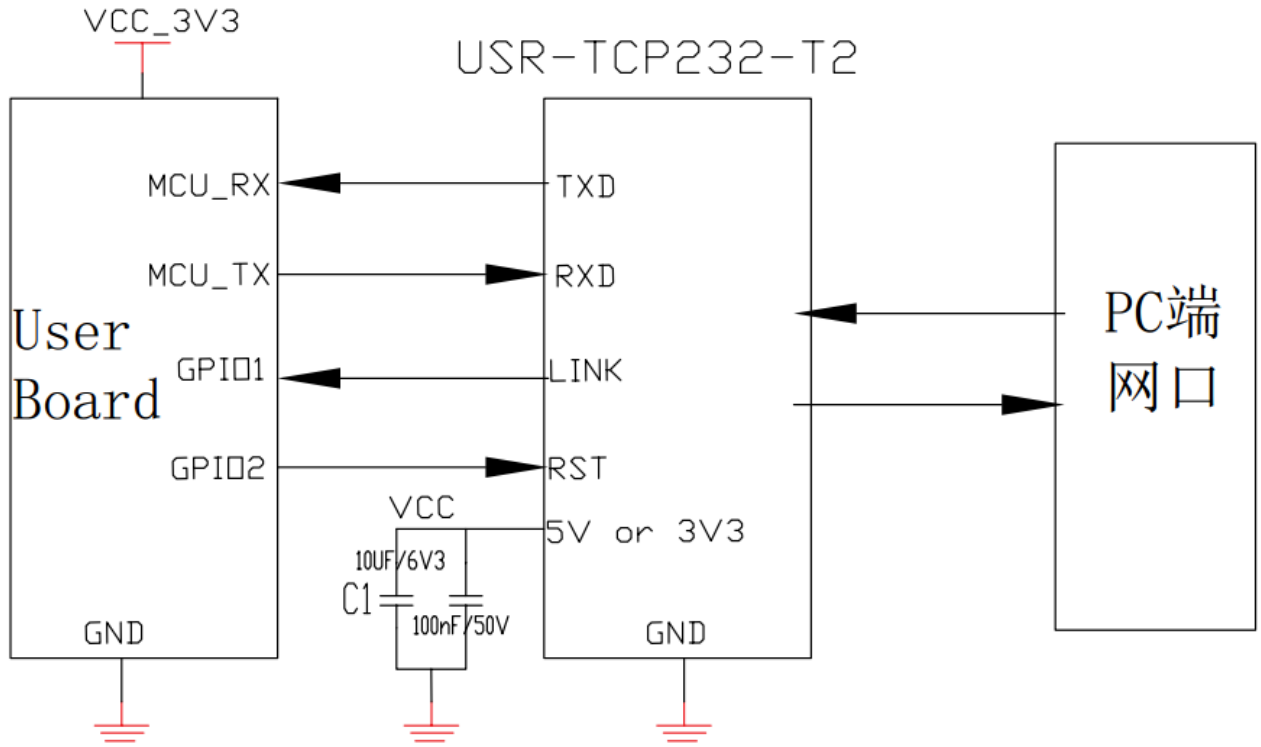 VCC_3V3
USR-TCP232-T2
MCU_RX
TXD
MCU_TX
RXD
User
Board
GPIO1
LINK
GPIO2
RST
VCC
5V or 3V3
10UF/6V3
C1
100nF/50V
GND
GND
PC端
网口